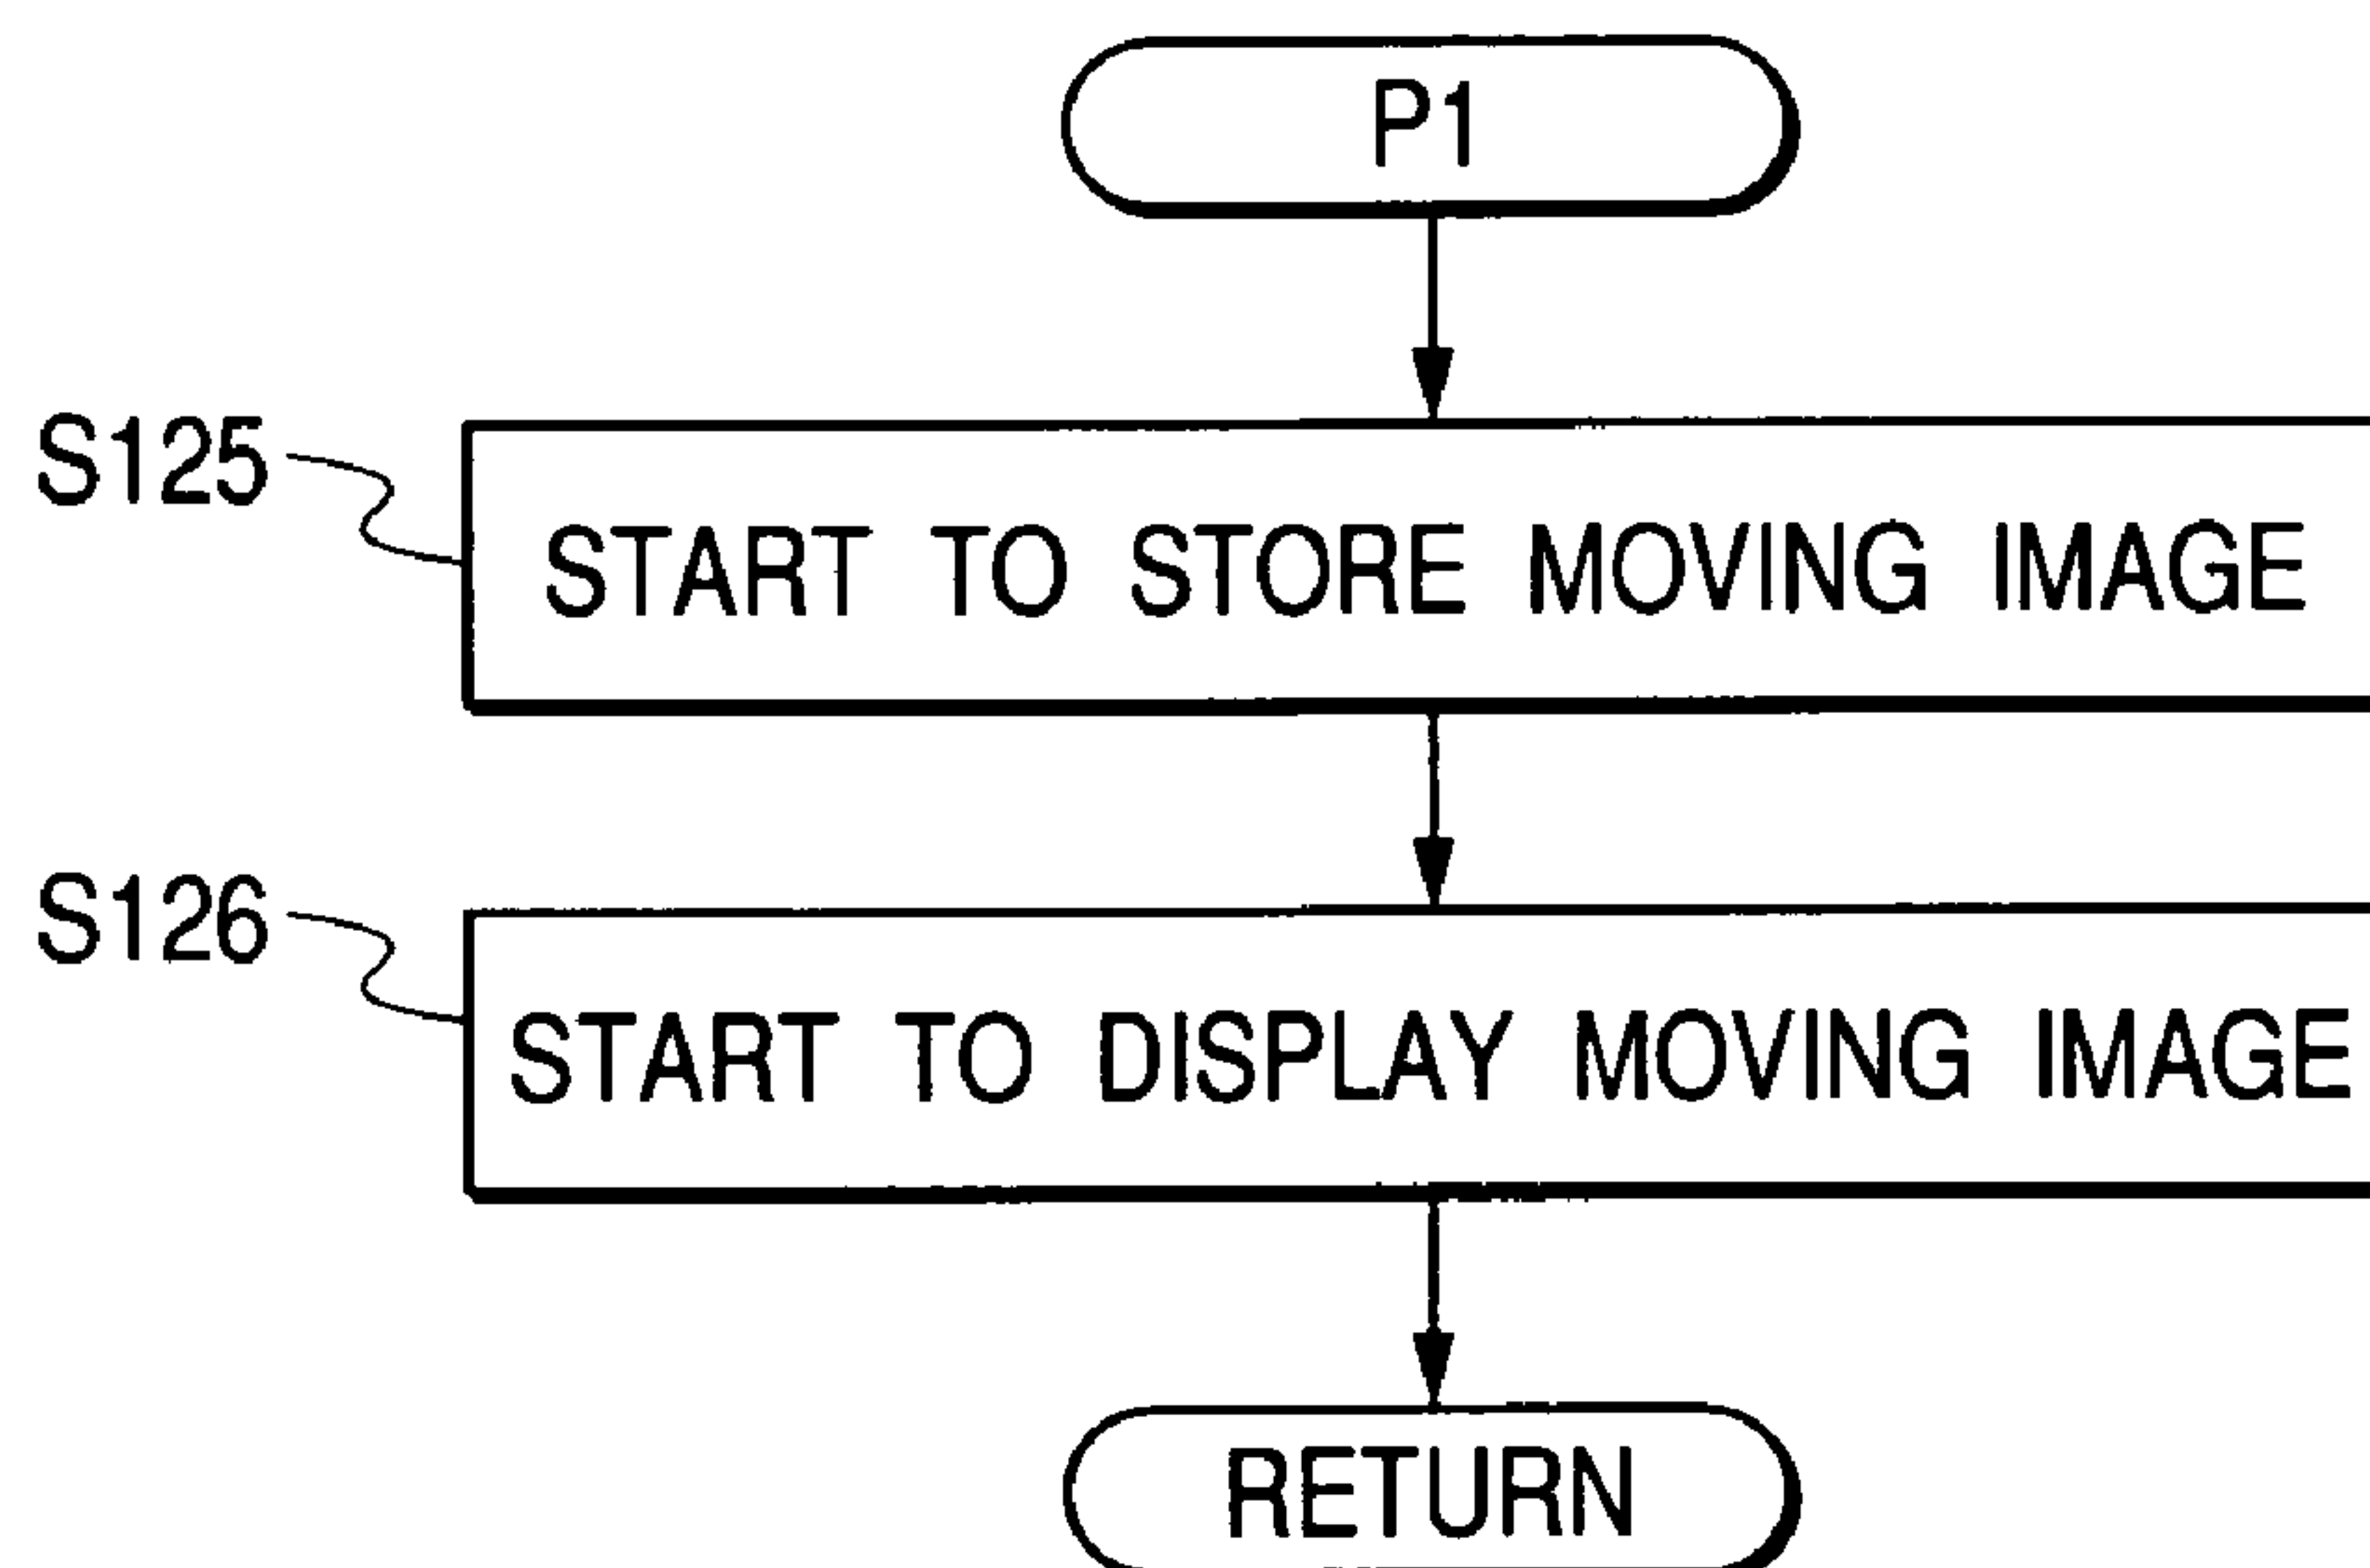 P1
S125
START TO STORE MOVING IMAGE
S126
START TO DISPLAY MOVING IMAGE
RETURN